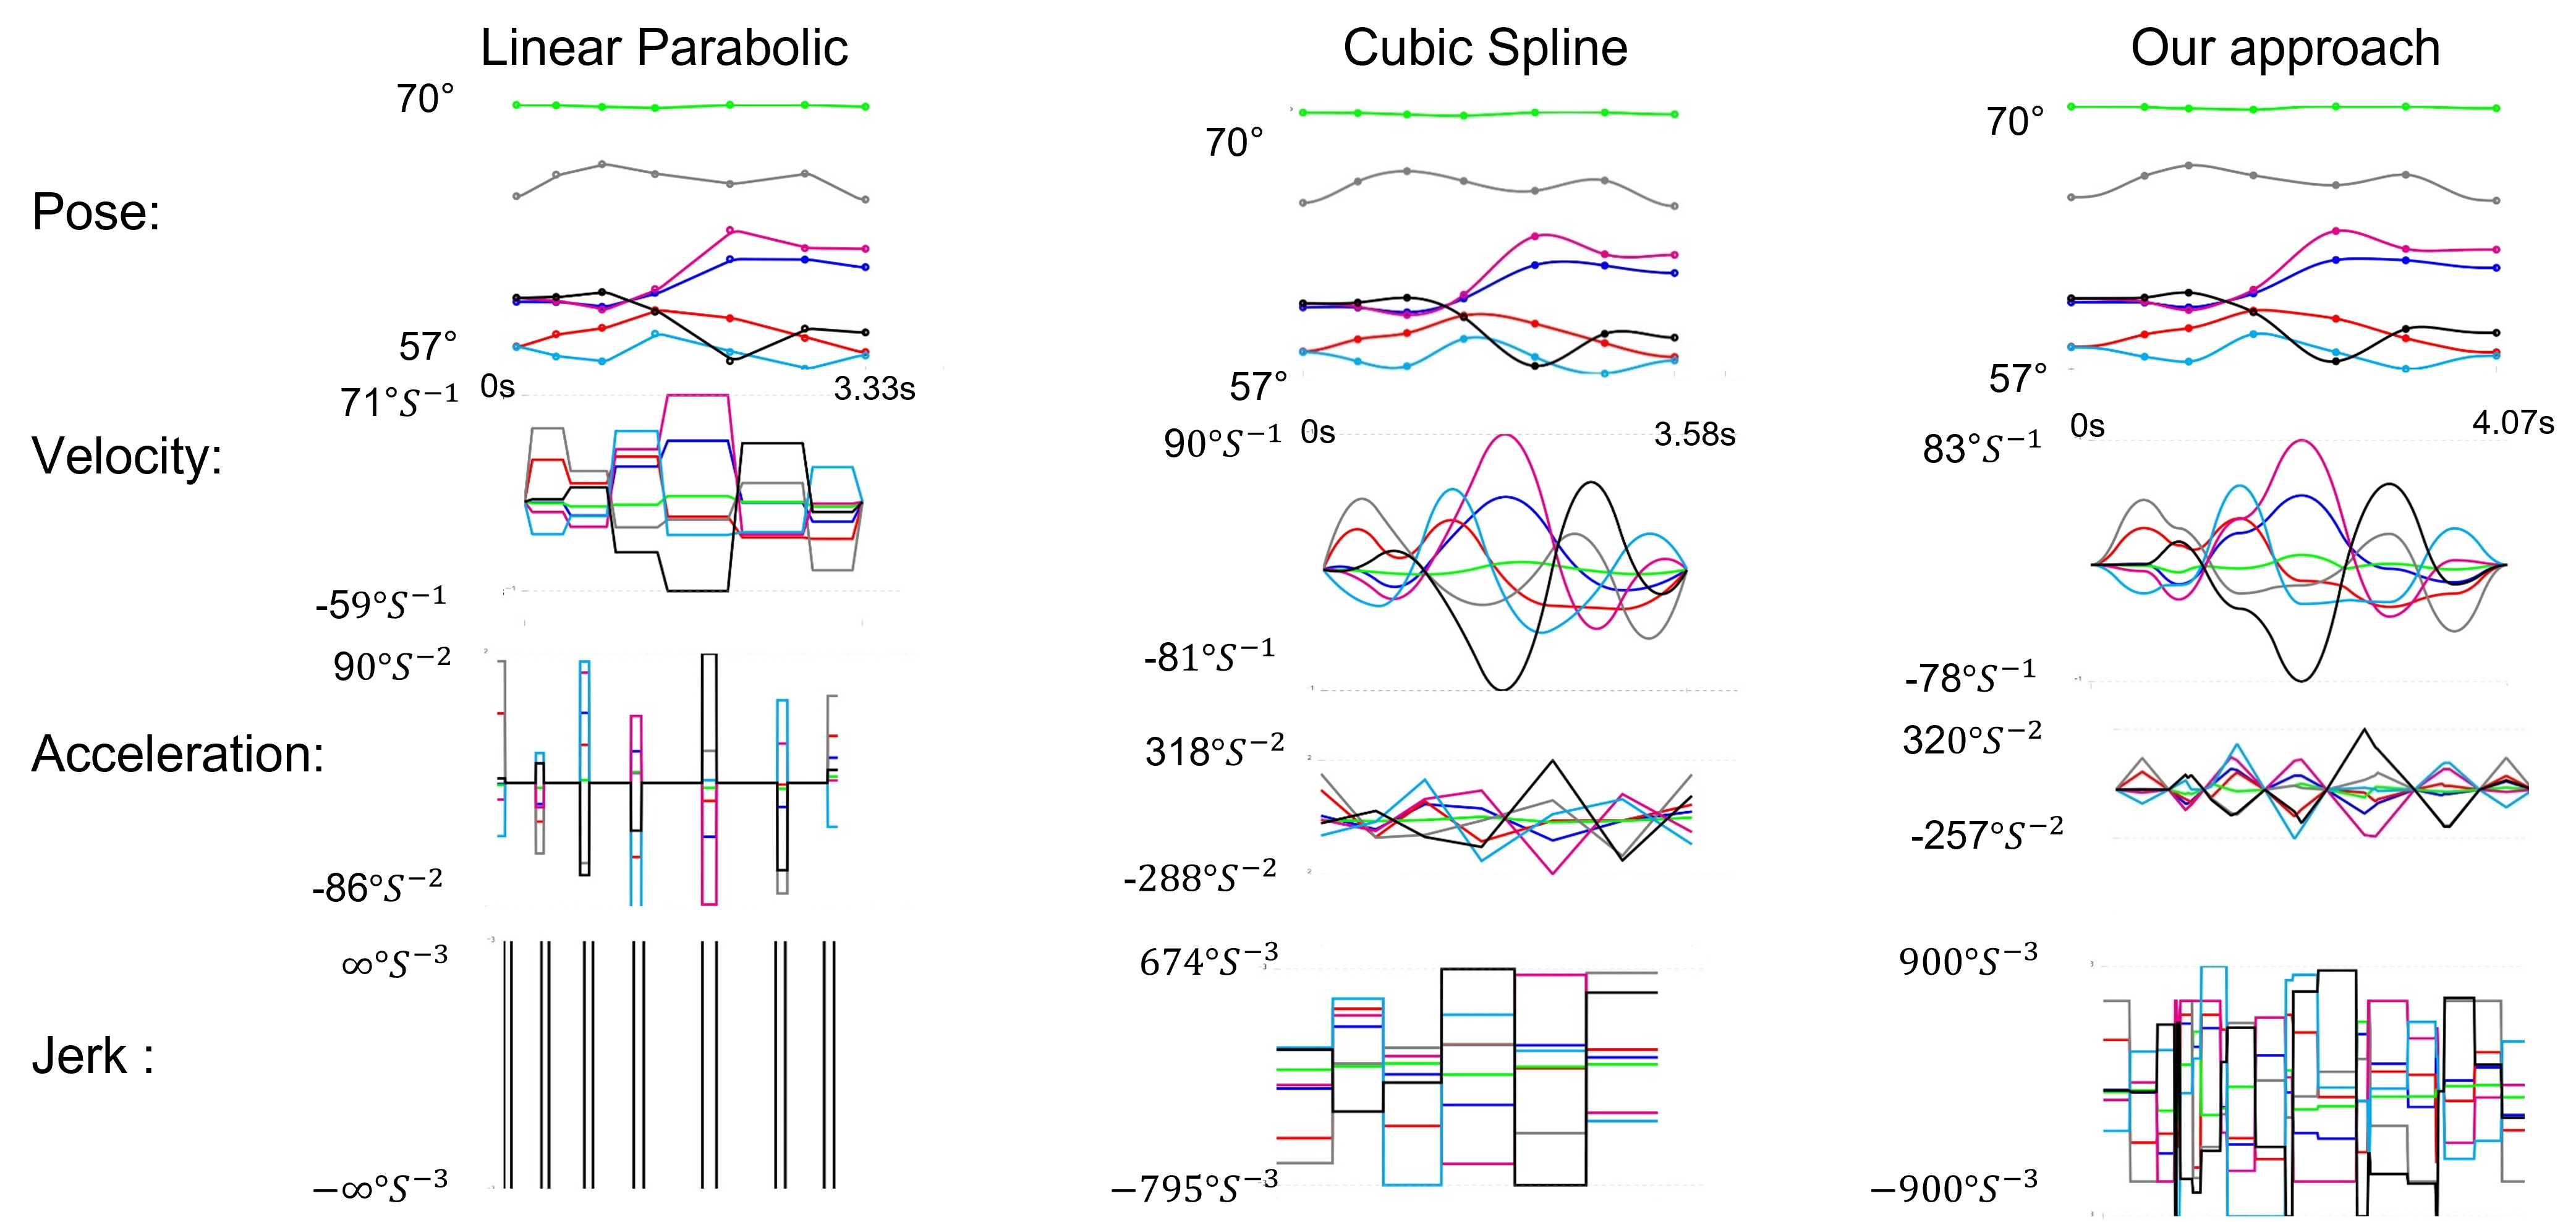 Linear Parabolic Cubic Spline Our approach
Pose:
70°
57°
0s 3.33s
70°
57°
0s 3.58s
70°
57°
0s 4.07s
Velocity:
71°S⁻¹
-59°S⁻¹
90°S⁻¹
-81°S⁻¹
83°S⁻¹
-78°S⁻¹
Acceleration:
90°S⁻²
-86°S⁻²
318°S⁻²
-288°S⁻²
320°S⁻²
-257°S⁻²
Jerk :
∞°S⁻³
−∞°S⁻³
674°S⁻³
−795°S⁻³
900°S⁻³
−900°S⁻³